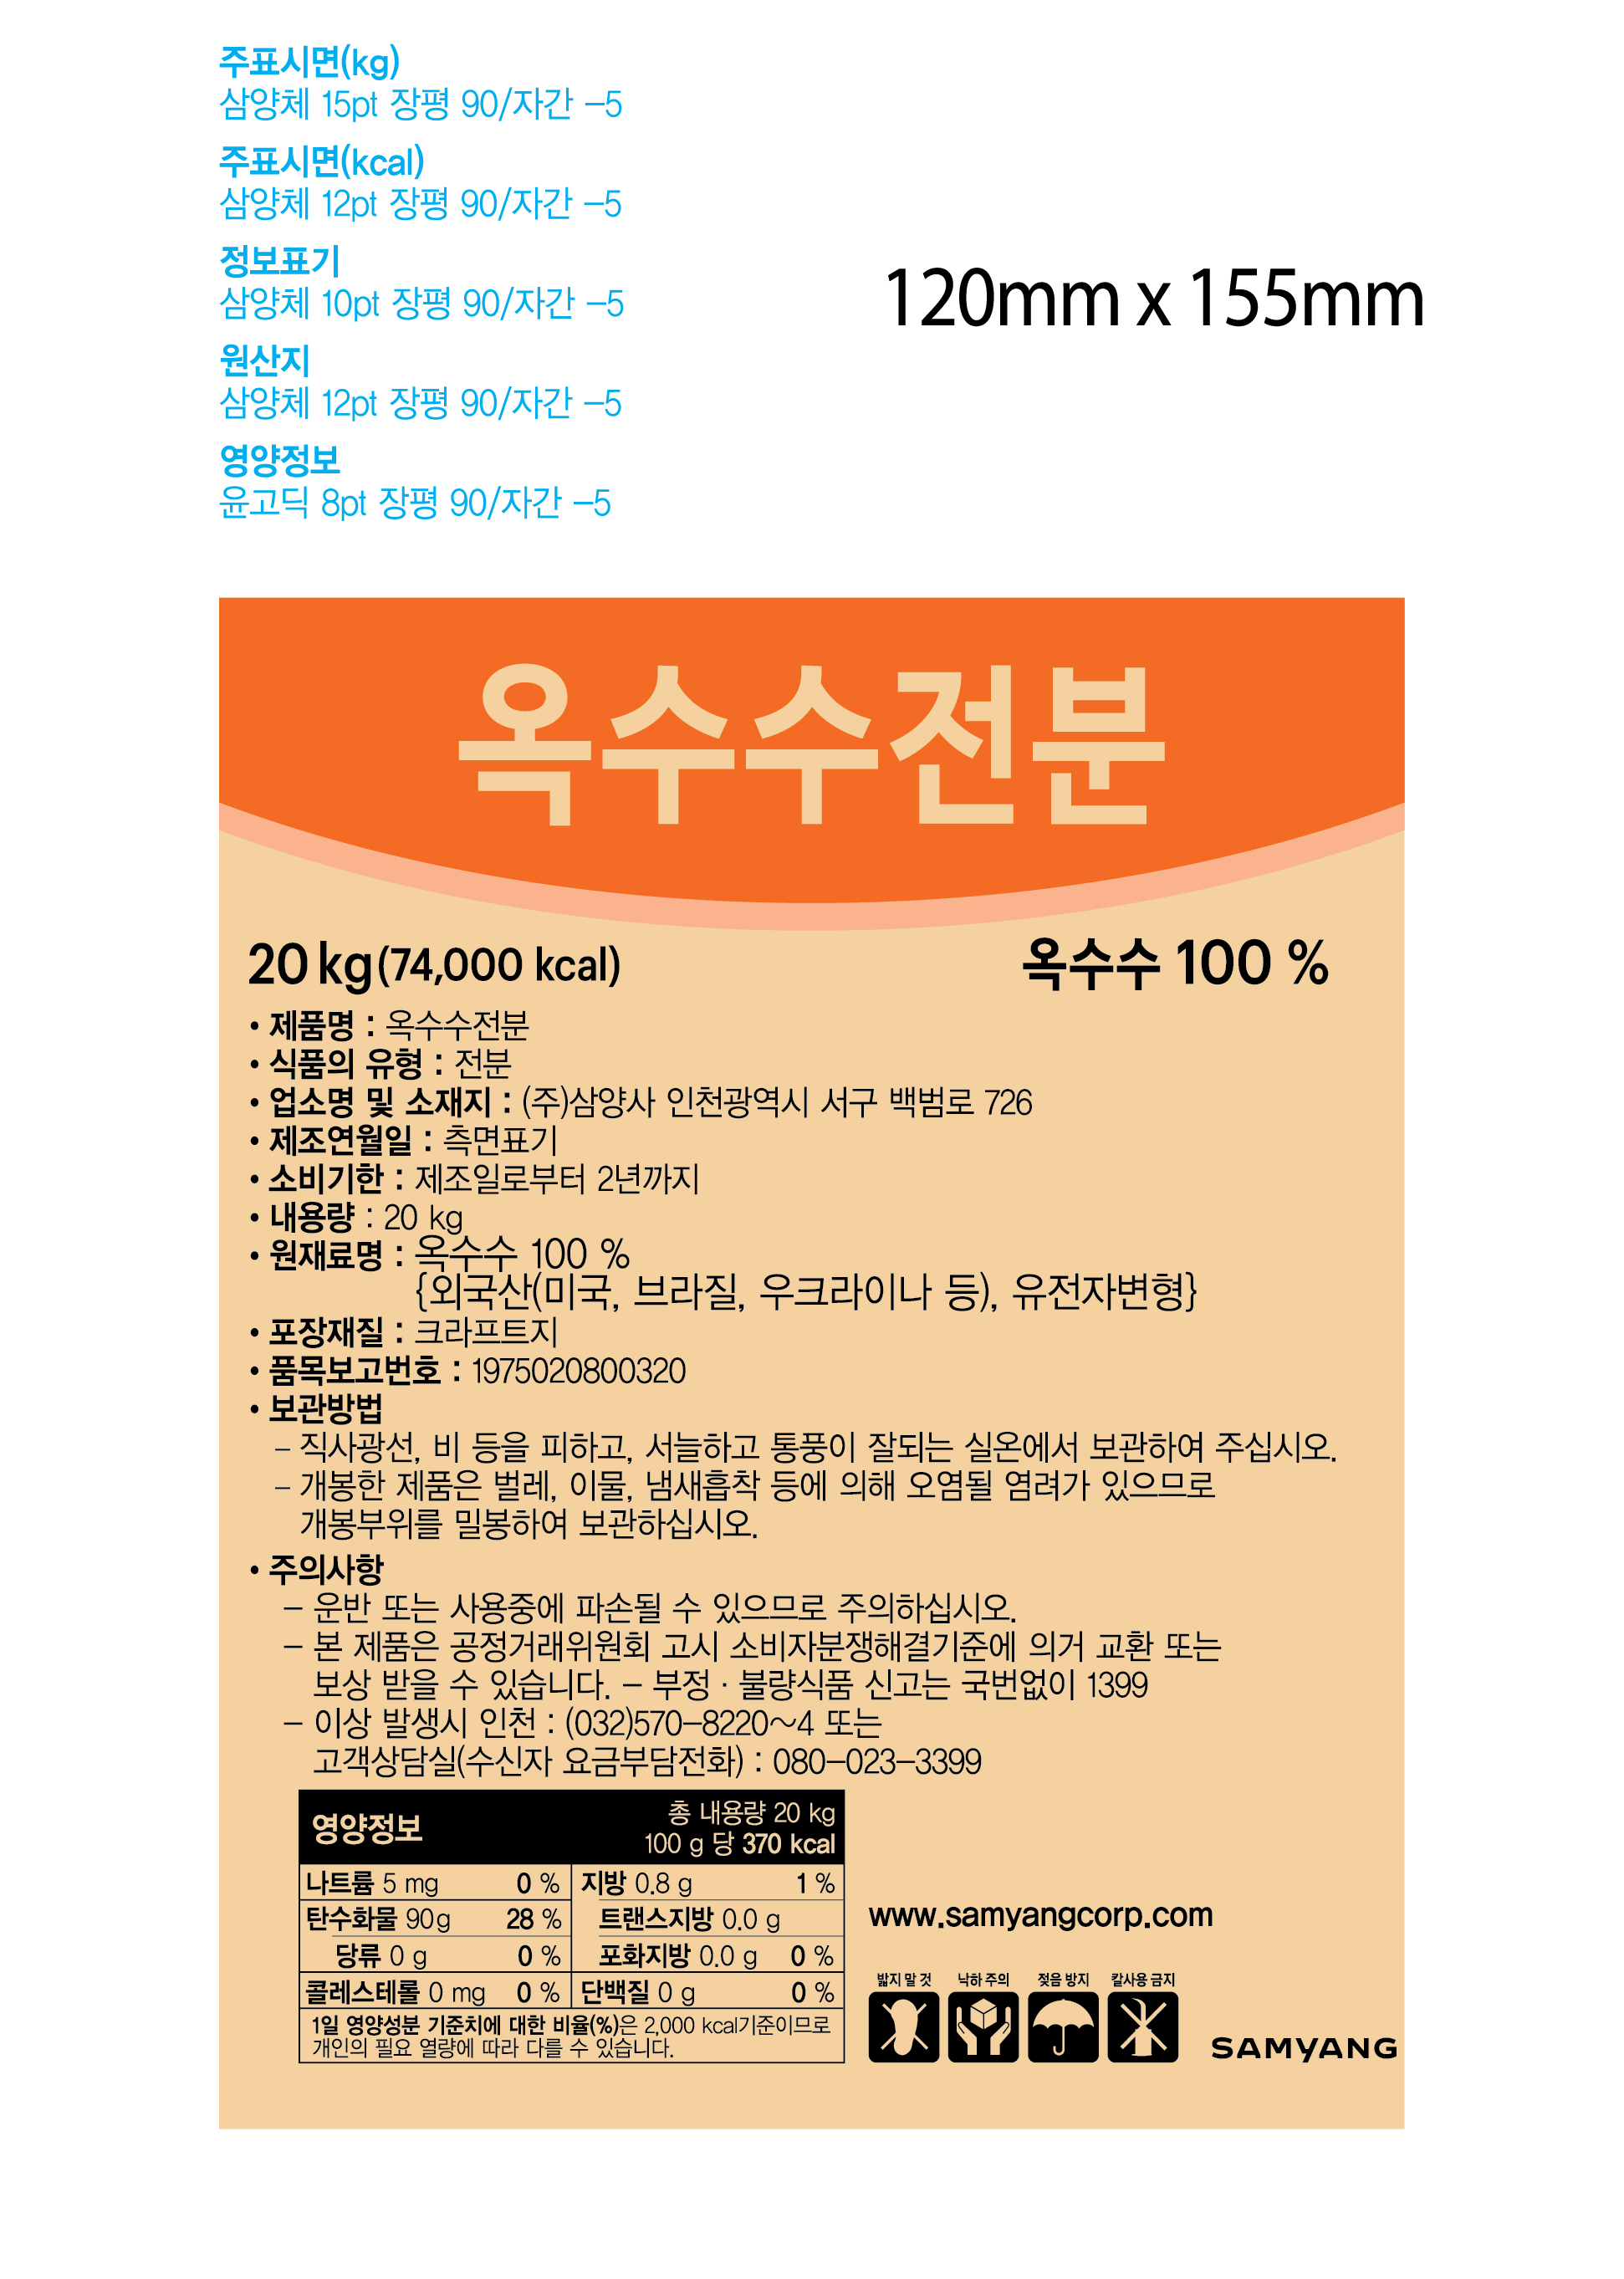 주표시면(kg)
삼양체 15pt 장평 90/자간 -5
주표시면(kcal)
삼양체 12pt 장평 90/자간 -5
정보표기
삼양체 10pt 장평 90/자간 -5
원산지
삼양체 12pt 장평 90/자간 -5
영양정보
윤고딕 8pt 장평 90/자간 -5
120mm x 155mm
옥수수전분
20 kg(74,000 kcal)
옥수수 100 %
• 제품명 : 옥수수전분
• 식품의 유형 : 전분
• 업소명 및 소재지 : (주)삼양사 인천광역시 서구 백범로 726
• 제조연월일 : 측면표기
• 소비기한 : 제조일로부터 2년까지
• 내용량 : 20 kg
• 원재료명 : 옥수수 100 %
{외국산(미국, 브라질, 우크라이나 등), 유전자변형}
• 포장재질 : 크라프트지
• 품목보고번호 : 1975020800320
• 보관방법
- 직사광선, 비 등을 피하고, 서늘하고 통풍이 잘되는 실온에서 보관하여 주십시오.
- 개봉한 제품은 벌레, 이물, 냄새흡착 등에 의해 오염될 염려가 있으므로
개봉부위를 밀봉하여 보관하십시오.
• 주의사항
- 운반 또는 사용중에 파손될 수 있으므로 주의하십시오.
- 본 제품은 공정거래위원회 고시 소비자분쟁해결기준에 의거 교환 또는
보상 받을 수 있습니다. - 부정 · 불량식품 신고는 국번없이 1399
- 이상 발생시 인천 : (032)570-8220~4 또는
고객상담실(수신자 요금부담전화) : 080-023-3399
영양정보
총 내용량 20 kg
100 g 당 370 kcal
나트륨 5 mg 0 %
지방 0.8 g 1 %
탄수화물 90g 28 %
트랜스지방 0.0 g
당류 0 g 0 %
포화지방 0.0 g 0 %
콜레스테롤 0 mg 0 %
단백질 0 g 0 %
1일 영양성분 기준치에 대한 비율(%)은 2,000 kcal기준이므로
개인의 필요 열량에 따라 다를 수 있습니다.
www.samyangcorp.com
밟지 말 것
낙하 주의
젖음 방지
칼사용 금지
SAMYANG